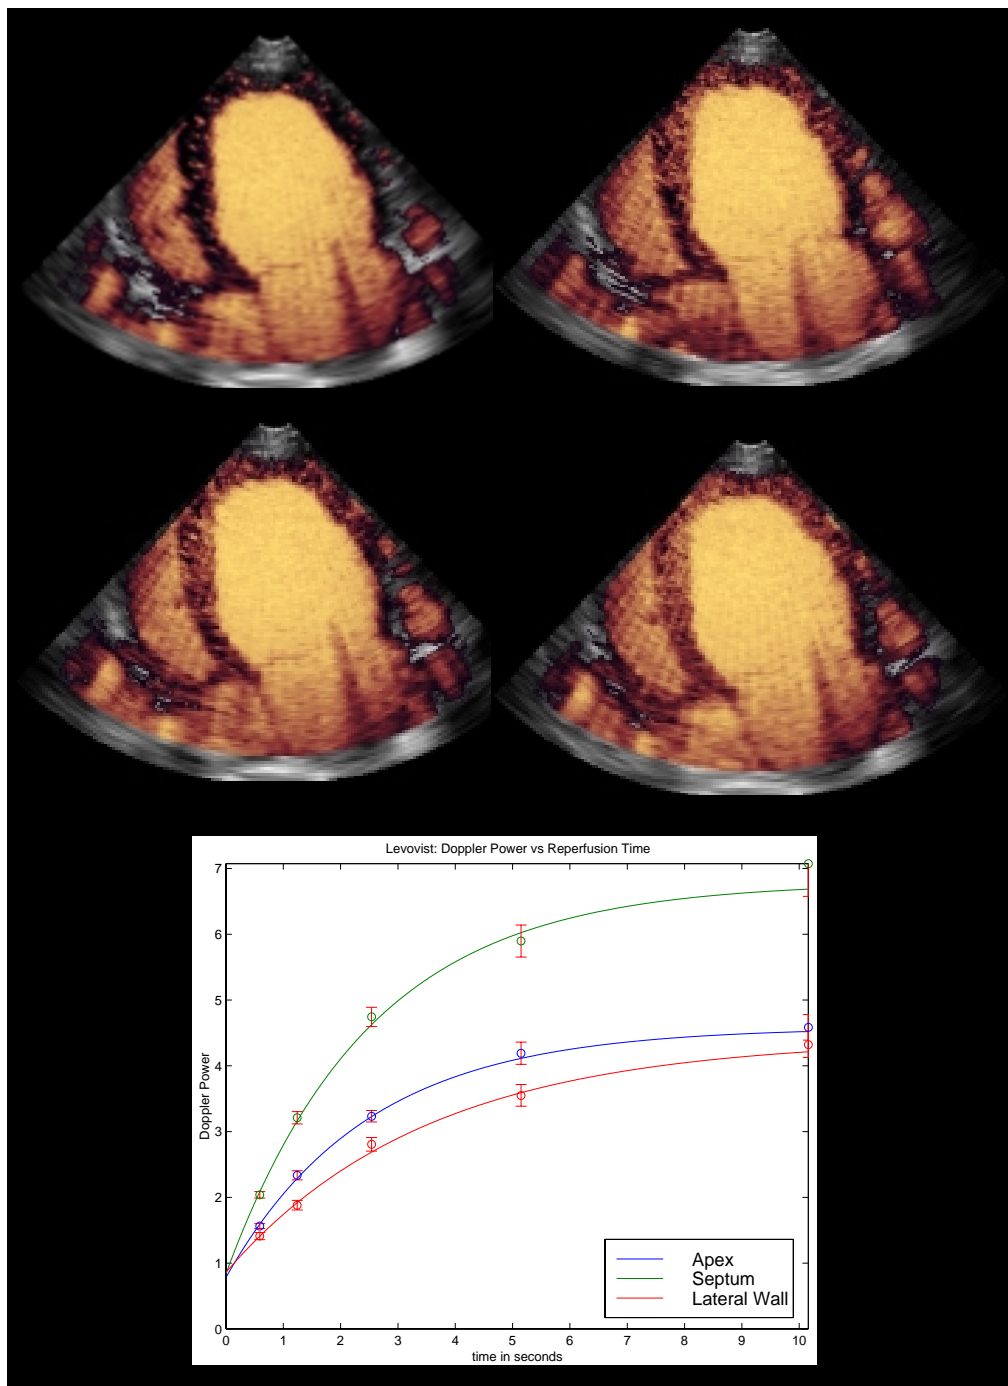 Levovist: Doppler Power vs Reperfusion Time
7
6
5
4
3
2
1
0
Doppler Power
Apex
Septum
Lateral Wall
0 1 2 3 4 5 6 7 8 9 10
time in seconds